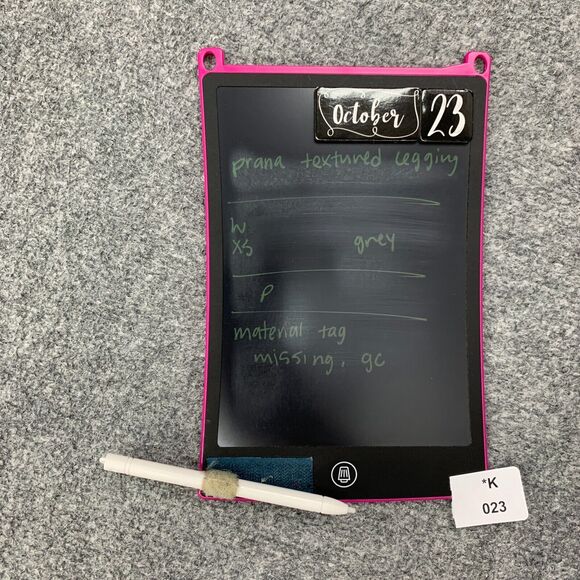 October 23
prana textured legging
W
XS grey
P
material tag
missing, gc
*K
023